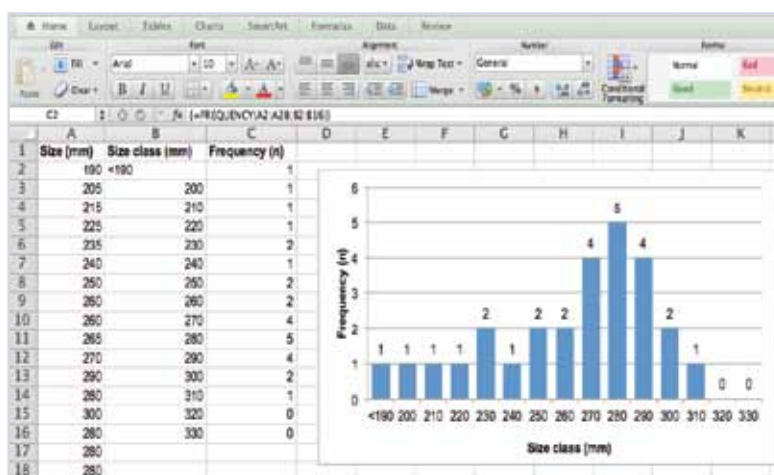 Home Layout Tables Charts SmartArt Formulas Data Review
Edit Font Alignment Number
Fill Arial 10 A A abc Wrap Text General Normal
Clear B I U A Merge % Conditional Formatting Good
C2 fx
A B C D E F G H I J K
1 Size (mm) Size class (mm) Frequency (n)
2 190 <190 1
3 205 200 1
4 215 210 1
5 225 220 1
6 235 230 2
7 240 240 1
8 250 250 2
9 260 260 2
10 260 270 4
11 265 280 5
12 270 290 4
13 290 300 2
14 280 310 1
15 300 320 0
16 280 330 0
17 280
18 280
Frequency (n)
6
5
4
3
2
1
0
1 1 1 1 2 1 2 2 4 5 4 2 1 0 0
<190 200 210 220 230 240 250 260 270 280 290 300 310 320 330
Size class (mm)